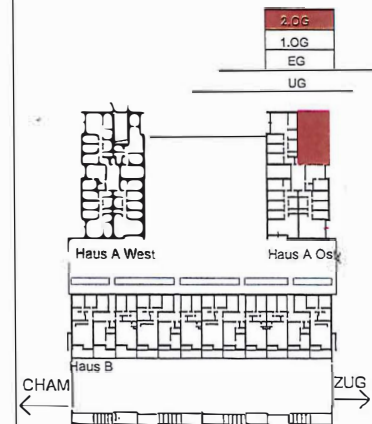 2.OG
1.OG
EG
UG
Haus A West
Haus A Ost
Haus B
CHAM
ZUG